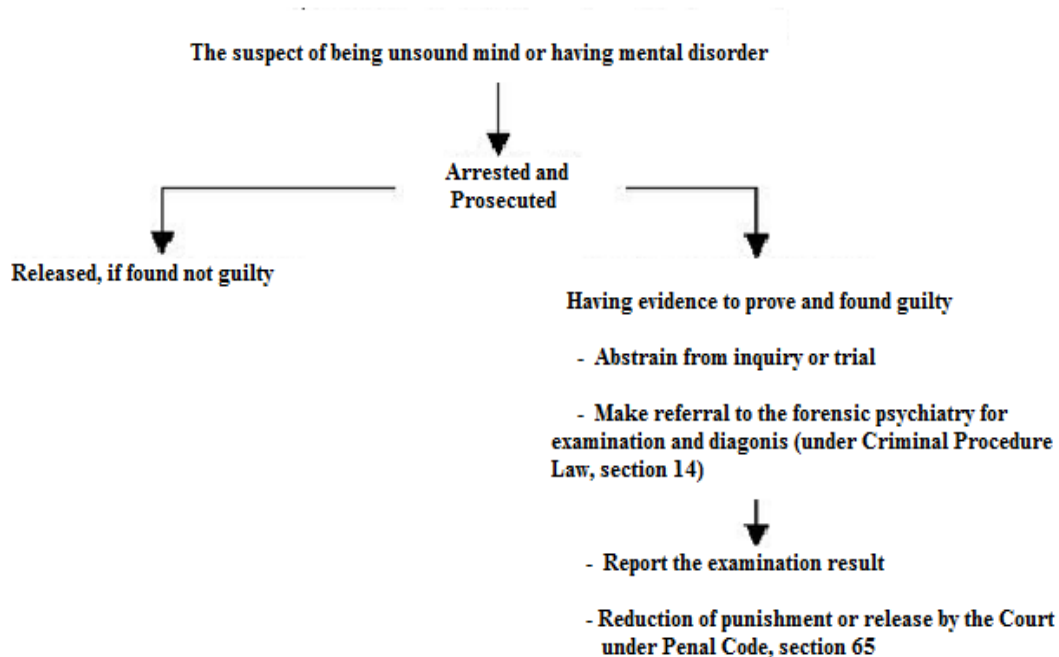 The suspect of being unsound mind or having mental disorder
Arrested and
Prosecuted
Released, if found not guilty
Having evidence to prove and found guilty
- Abstrain from inquiry or trial
- Make referral to the forensic psychiatry for
examination and diagonis (under Criminal Procedure
Law, section 14)
- Report the examination result
- Reduction of punishment or release by the Court
under Penal Code, section 65